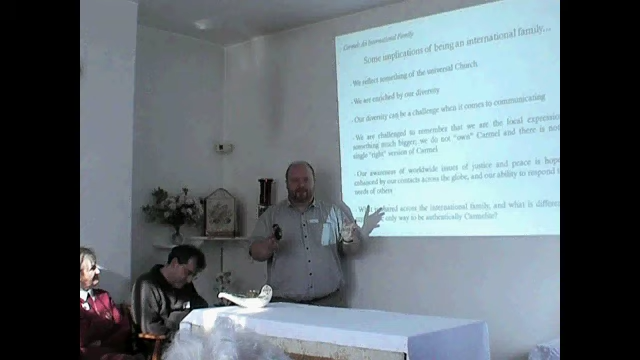 Carmel: An International Family
Some implications of being an international family...
- We reflect something of the universal Church
- We are enriched by our diversity
- Our diversity can be a challenge when it comes to communicating
- We are challenged to remember that we are the local expression
something much bigger; we do not "own" Carmel and there is not
single "right" version of Carmel
- Our awareness of worldwide issues of justice and peace is hope
enhanced by our contacts across the globe, and our ability to respond t
needs of others
shared across the international family, and what is differe
only way to be authentically Carmelite?